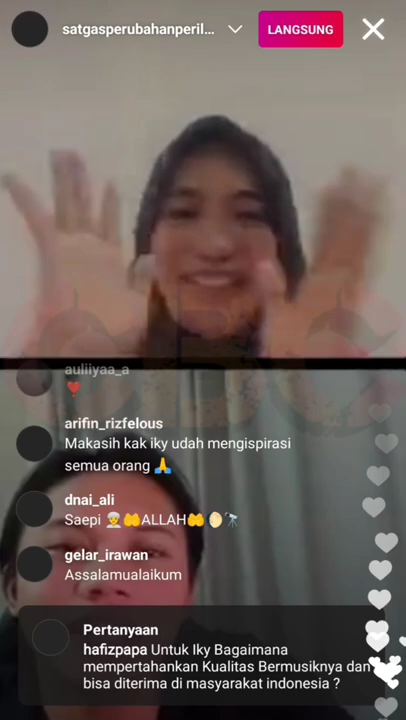 satgasperubahanperil...
LANGSUNG
auliiyaa_a
❤️
arifin_rizfelous
Makasih kak iky udah mengispirasi
semua orang 🙏
dnai_ali
Saepi 👳🤲ALLAH🤲🌔🔭
gelar_irawan
Assalamualaikum
Pertanyaan
hafizpapa Untuk Iky Bagaimana
mempertahankan Kualitas Bermusiknya dan
bisa diterima di masyarakat indonesia ?